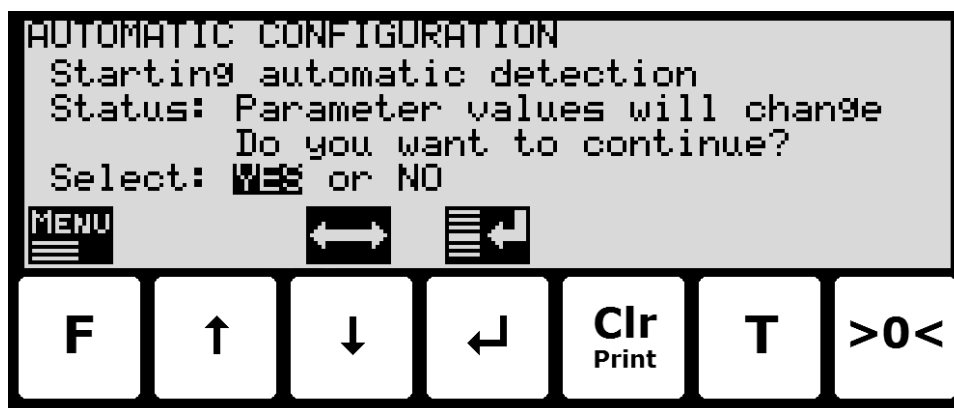 AUTOMATIC CONFIGURATION
Starting automatic detection
Status: Parameter values will change
Do you want to continue?
Select: YES or NO
MENU
F ↑ ↓ ↵ Clr T >0<
Print